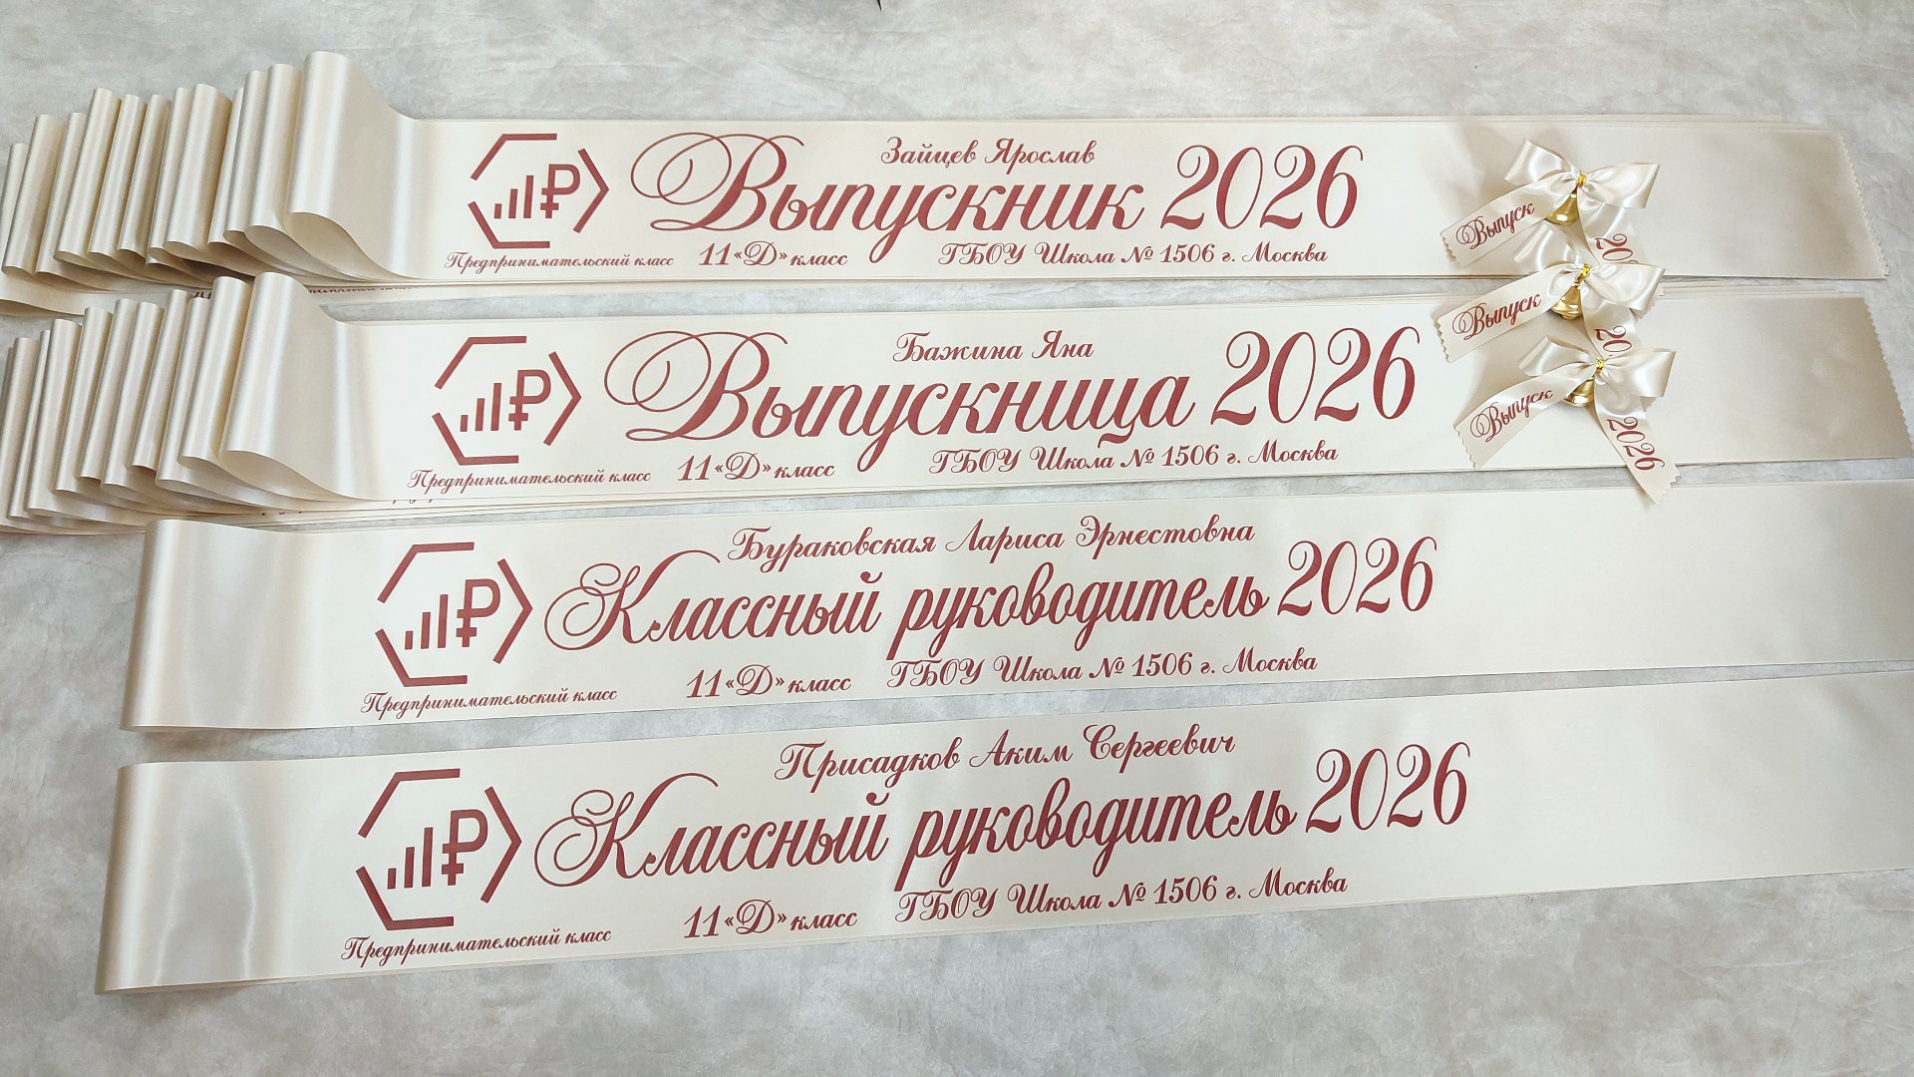 Зайцев Ярослав
Выпускник 2026
Предпринимательский класс 11 «Д» класс ГБОУ Школа № 1506 г. Москва
Выпуск
20
Бажина Яна
Выпускница 2026
Предпринимательский класс 11 «Д» класс ГБОУ Школа № 1506 г. Москва
Выпуск
20
Выпуск
2026
Бураковская Лариса Эрнестовна
Классный руководитель 2026
Предпринимательский класс 11 «Д» класс ГБОУ Школа № 1506 г. Москва
Присадков Аким Сергеевич
Классный руководитель 2026
Предпринимательский класс 11 «Д» класс ГБОУ Школа № 1506 г. Москва